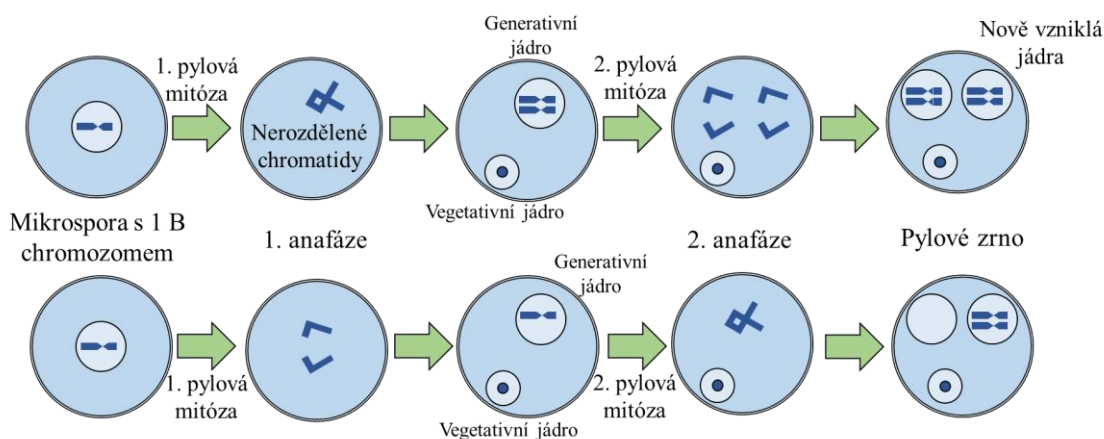 Generativní
jádro
Nově vzniklá
jádra
1. pylová
mitóza
2. pylová
mitóza
Nerozdělené
chromatidy
Vegetativní jádro
Mikrospora s 1 B
chromozomem
1. anafáze
2. anafáze
Pylové zrno
Generativní
jádro
1. pylová
mitóza
2. pylová
mitóza
Vegetativní jádro